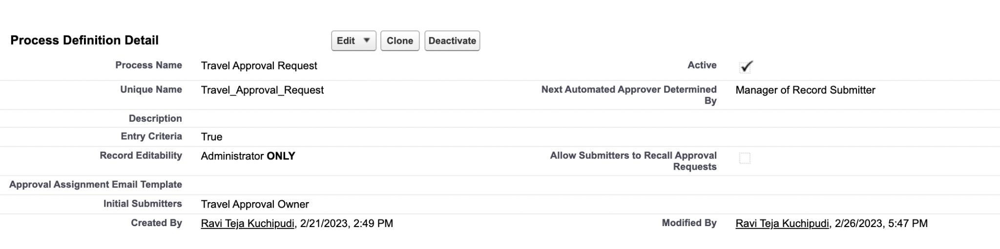 Process Definition Detail
Edit
Clone
Deactivate
Process Name Travel Approval Request Active
Unique Name Travel_Approval_Request Next Automated Approver Determined By Manager of Record Submitter
Description
Entry Criteria True
Record Editability Administrator ONLY Allow Submitters to Recall Approval Requests
Approval Assignment Email Template
Initial Submitters Travel Approval Owner
Created By Ravi Teja Kuchipudi, 2/21/2023, 2:49 PM Modified By Ravi Teja Kuchipudi, 2/26/2023, 5:47 PM